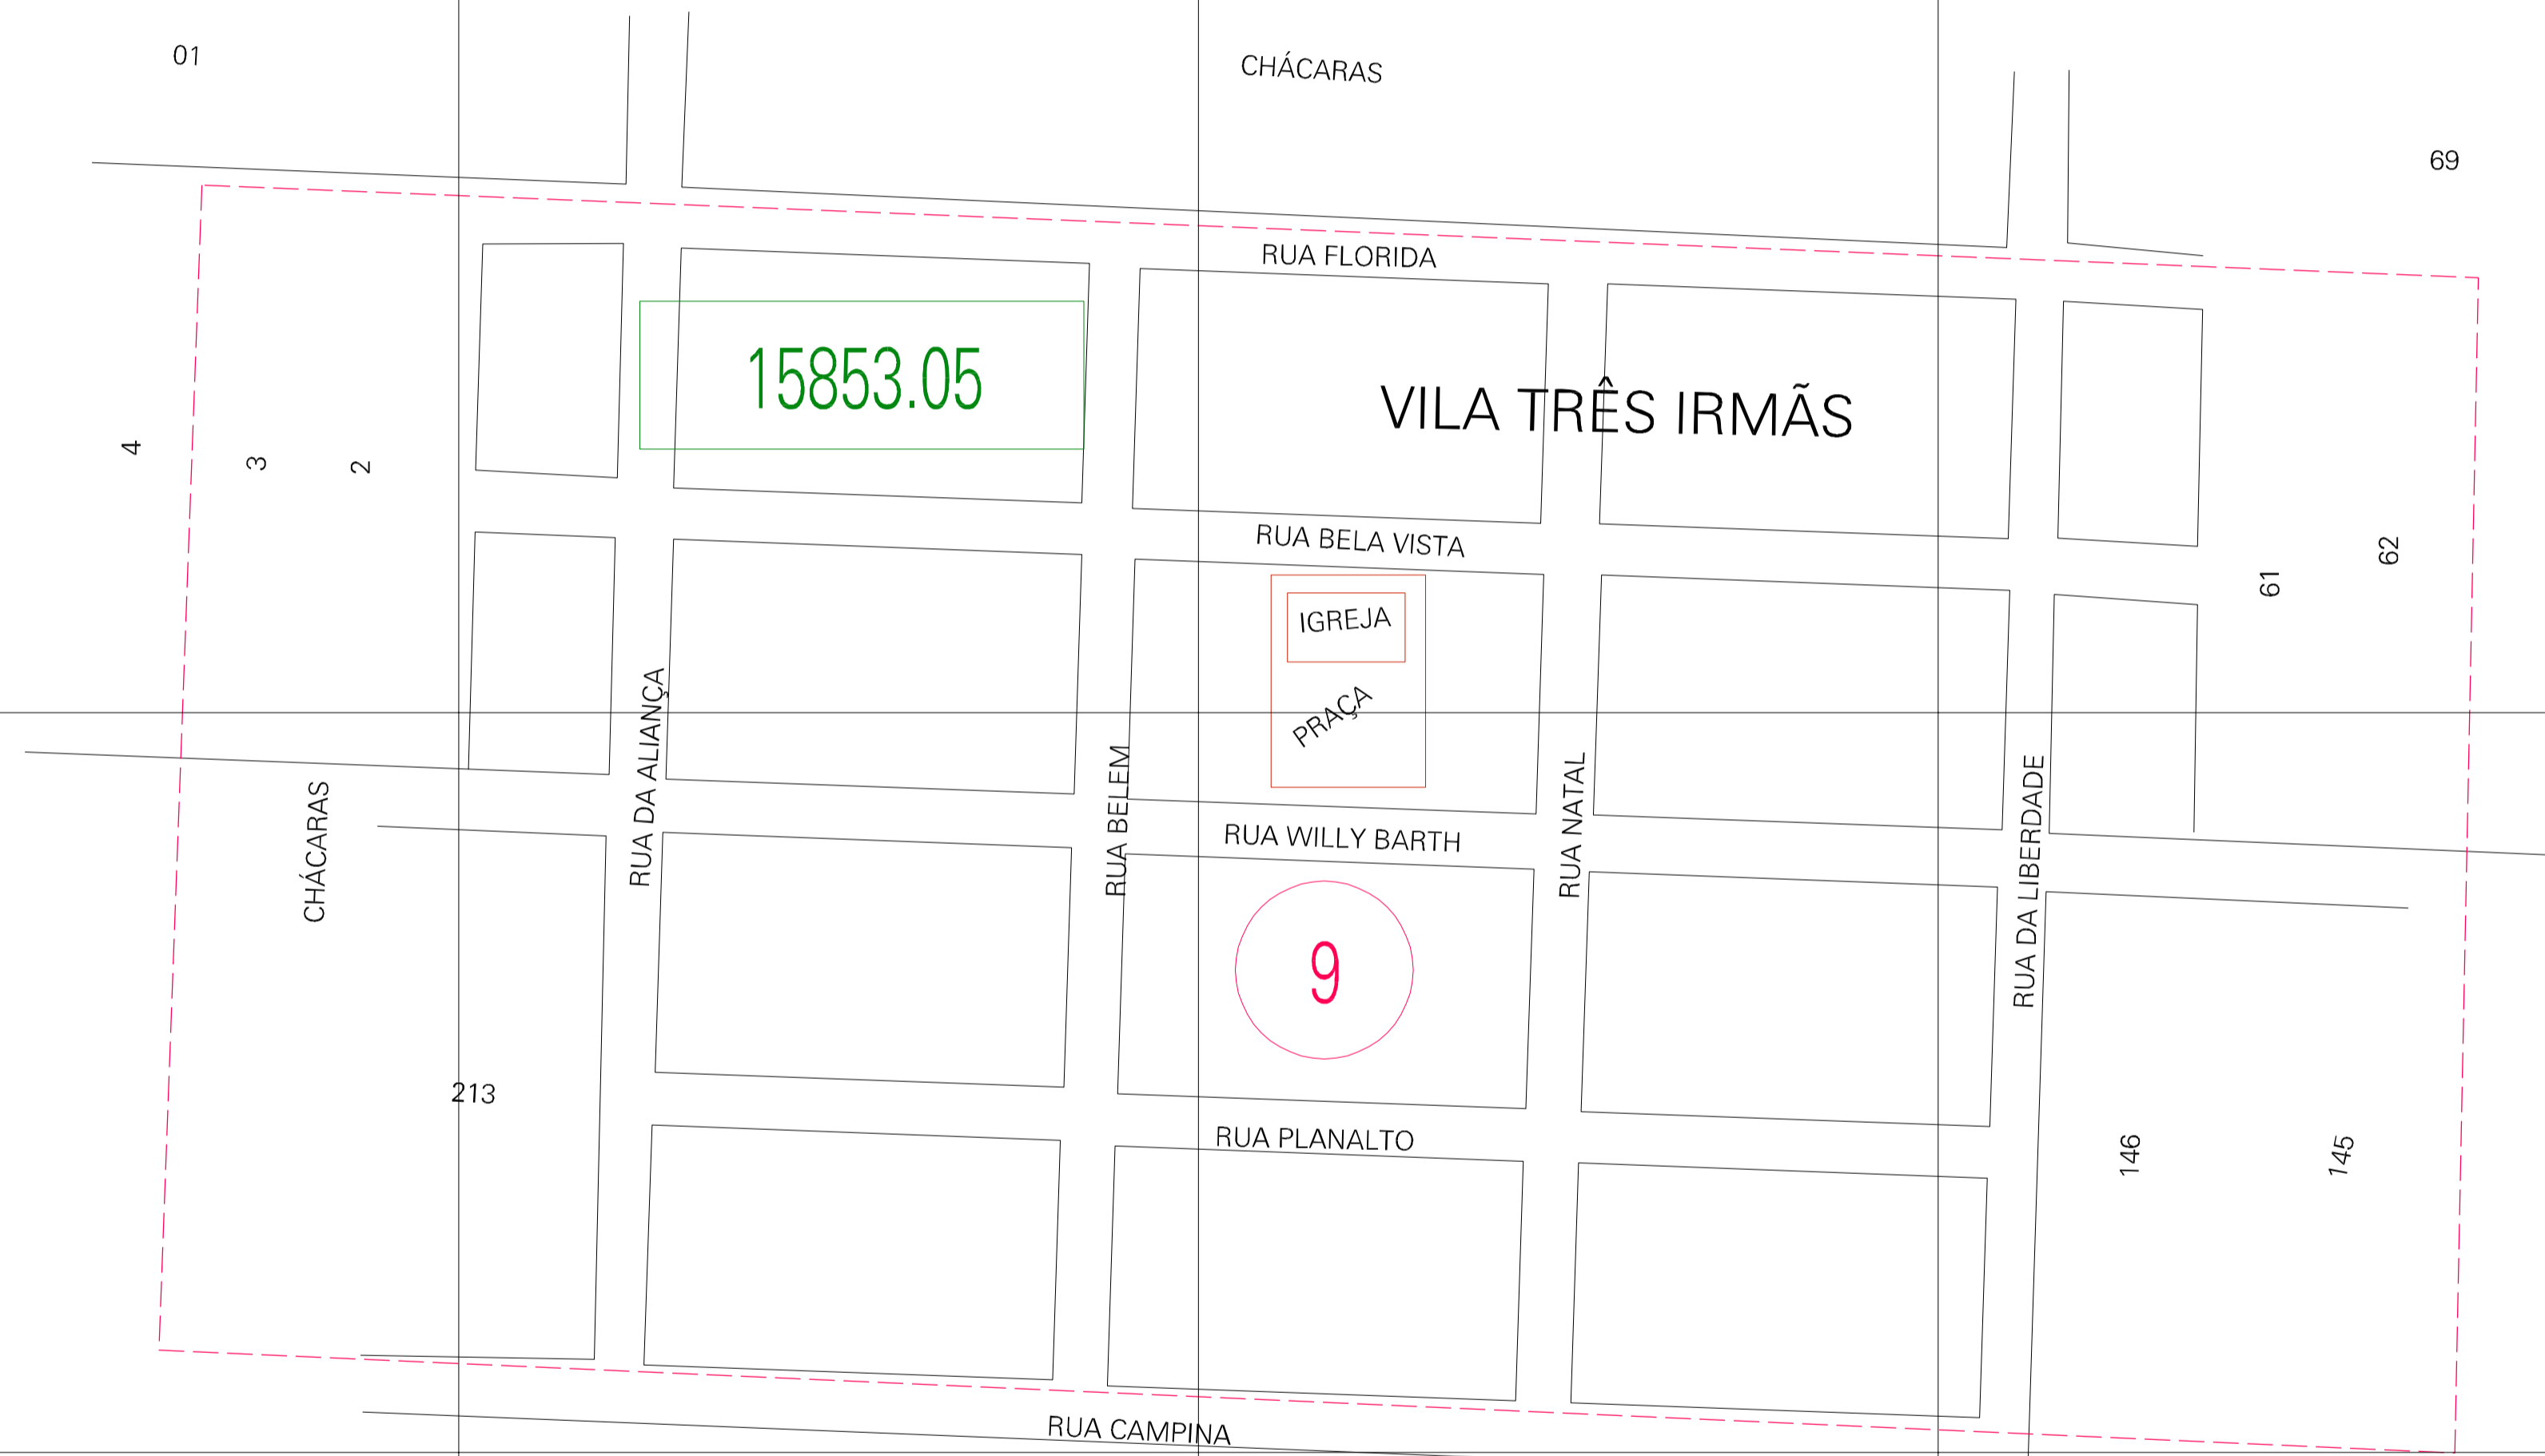 01
CHÁCARAS
69
RUA FLORIDA
15853.05
VILA TRÊS IRMÃS
4
3
2
RUA BELA VISTA
61
62
IGREJA
PRAÇA
RUA DA ALIANÇA
RUA BELEM
RUA NATAL
RUA DA LIBERDADE
CHÁCARAS
RUA WILLY BARTH
9
213
RUA PLANALTO
146
145
RUA CAMPINA